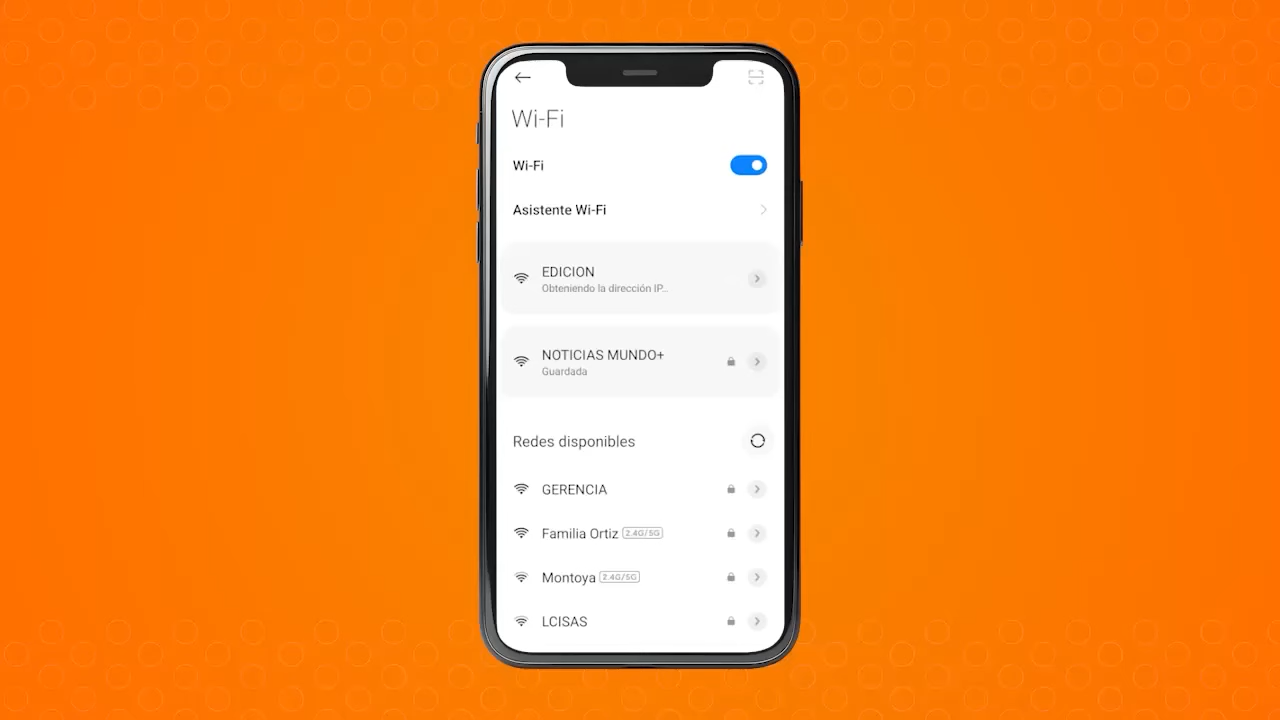 Wi-Fi
Wi-Fi
Asistente Wi-Fi
EDICION
Obteniendo la dirección IP...
NOTICIAS MUNDO+
Guardada
Redes disponibles
GERENCIA
Familia Ortiz 2.4G/5G
Montoya 2.4G/5G
LCISAS